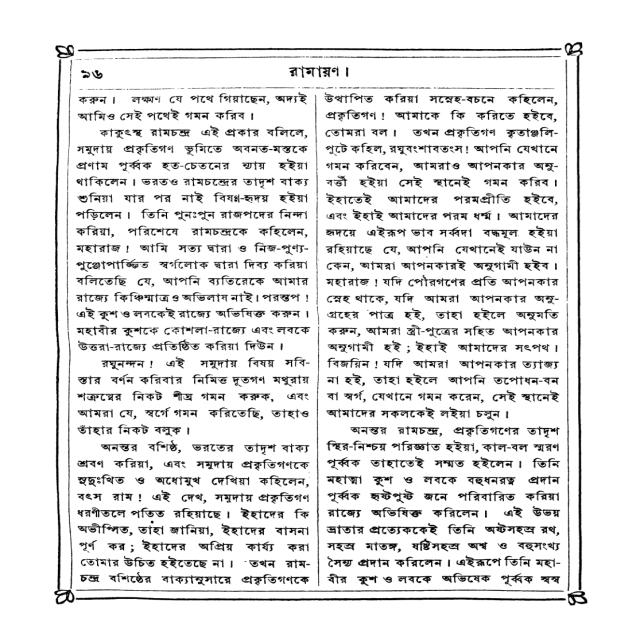 ৯৬
রামায়ণ।
করুন। লক্ষ্মণ যে পথে গিয়াছেন, অদ্যই
আমিও সেই পথেই গমন করিব।
কাকুৎস্থ রামচন্দ্র এই প্রকার বলিলে,
সমুদায় প্রকৃতিগণ ভূমিতে অবনত-মস্তকে
প্রণাম পূর্ব্বক হত-চেতনের ন্যায় হইয়া
থাকিলেন। ভরতও রামচন্দ্রের তাদৃশ বাক্য
শুনিয়া যার পর নাই বিষণ্ণ-হৃদয় হইয়া
পড়িলেন। তিনি পুনঃপুন রাজপদের নিন্দা
করিয়া, পরিশেষে রামচন্দ্রকে কহিলেন,
মহারাজ! আমি সত্য দ্বারা ও নিজ-পুণ্য-
পুঞ্জোপার্জ্জিত স্বর্গলোক দ্বারা দিব্য করিয়া
বলিতেছি যে, আপনি ব্যতিরেকে আমার
রাজ্যে কিঞ্চিন্মাত্রও অভিলাষ নাই। পরন্তপ!
এই কুশ ও লবকেই রাজ্যে অভিষিক্ত করুন।
মহাবীর কুশকে কোশলা-রাজ্যে এবং লবকে
উত্তরা-রাজ্যে প্রতিষ্ঠিত করিয়া দিউন।
রঘুনন্দন! এই সমুদায় বিষয় সবি-
স্তার বর্ণন করিবার নিমিত্ত দূতগণ মথুরায়
শত্রুঘ্নের নিকট শীঘ্র গমন করুক, এবং
আমরা যে, স্বর্গে গমন করিতেছি, তাহাও
তাঁহার নিকট বলুক।
অনন্তর বশিষ্ঠ, ভরতের তাদৃশ বাক্য
শ্রবণ করিয়া, এবং সমুদায় প্রকৃতিগণকে
সুদুঃখিত ও অধোমুখ দেখিয়া কহিলেন,
বৎস রাম! এই দেখ, সমুদায় প্রকৃতিগণ
ধরণীতলে পতিত রহিয়াছে। ইহাদের কি
অভীপ্সিত, তাহা জানিয়া, ইহাদের বাসনা
পূর্ণ কর; ইহাদের অপ্রিয় কার্য্য করা
তোমার উচিত হইতেছে না। তখন রাম-
চন্দ্র বশিষ্ঠের বাক্যানুসারে প্রকৃতিগণকে
উত্থাপিত করিয়া সস্নেহ-বচনে কহিলেন,
প্রকৃতিগণ! আমাকে কি করিতে হইবে,
তোমরা বল। তখন প্রকৃতিগণ কৃতাঞ্জলি-
পুটে কহিল, রঘুবংশাবতংস! আপনি যেখানে
গমন করিবেন, আমরাও আপনকার অনু-
বর্ত্তী হইয়া সেই স্থানেই গমন করিব।
ইহাতেই আমাদের পরমপ্রীতি হইবে,
এবং ইহাই আমাদের পরম ধর্ম্ম। আমাদের
হৃদয়ে এইরূপ ভাব সর্ব্বদা বদ্ধমূল হইয়া
রহিয়াছে যে, আপনি যেখানেই যাউন না
কেন, আমরা আপনকারই অনুগামী হইব।
মহারাজ! যদি পৌরগণের প্রতি আপনকার
স্নেহ থাকে, যদি আমরা আপনকার অনু-
গ্রহের পাত্র হই, তাহা হইলে অনুমতি
করুন, আমরা স্ত্রী-পুত্রের সহিত আপনকার
অনুগামী হই; ইহাই আমাদের সৎপথ।
বিজয়িন! যদি আমরা আপনকার ত্যাজ্য
না হই, তাহা হইলে আপনি তপোধন-বন
বা স্বর্গ, যেখানে গমন করেন, সেই স্থানেই
আমাদের সকলকেই লইয়া চলুন।
অনন্তর রামচন্দ্র, প্রকৃতিগণের তাদৃশ
স্থির-নিশ্চয় পরিজ্ঞাত হইয়া, কাল-বল স্মরণ
পূর্ব্বক তাহাতেই সম্মত হইলেন। তিনি
মহাত্মা কুশ ও লবকে বহুধনরত্ন প্রদান
পূর্ব্বক হৃষ্টপুষ্ট জনে পরিবারিত করিয়া
রাজ্যে অভিষিক্ত করিলেন। এই উভয়
ভ্রাতার প্রত্যেককেই তিনি অষ্টসহস্র রথ,
সহস্র মাতঙ্গ, ষষ্টিসহস্র অশ্ব ও বহুসংখ্য
সৈন্য প্রদান করিলেন। এইরূপে তিনি মহা-
বীর কুশ ও লবকে অভিষেক পূর্ব্বক স্বস্ব